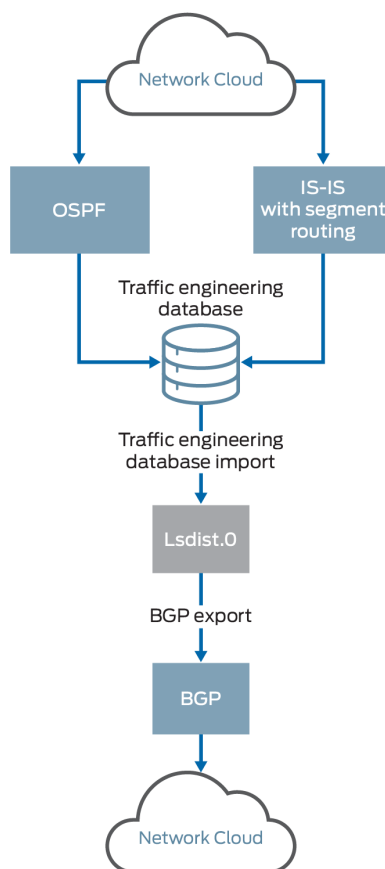 Network Cloud
OSPF
IS-IS
with segment
routing
Traffic engineering
database
Traffic engineering
database import
Lsdist.0
BGP export
BGP
Network Cloud